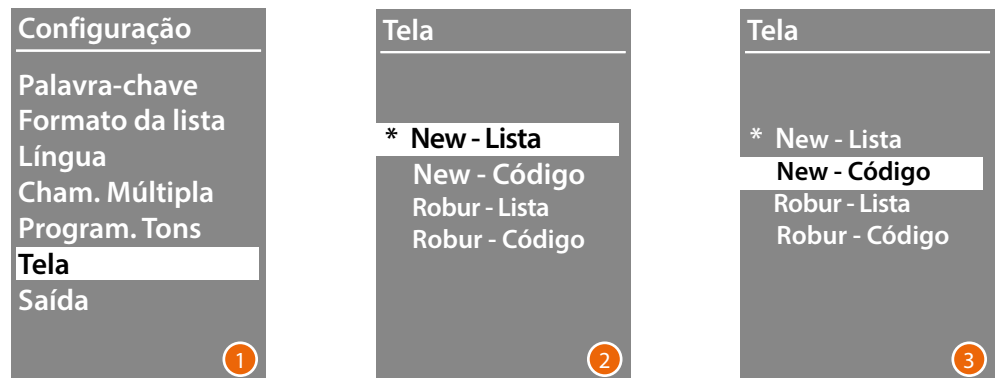 Configuração
Palavra-chave
Formato da lista
Língua
Cham. Múltipla
Program. Tons
Tela
Saída
1
Tela
* New - Lista
New - Código
Robur - Lista
Robur - Código
2
Tela
* New - Lista
New - Código
Robur - Lista
Robur - Código
3